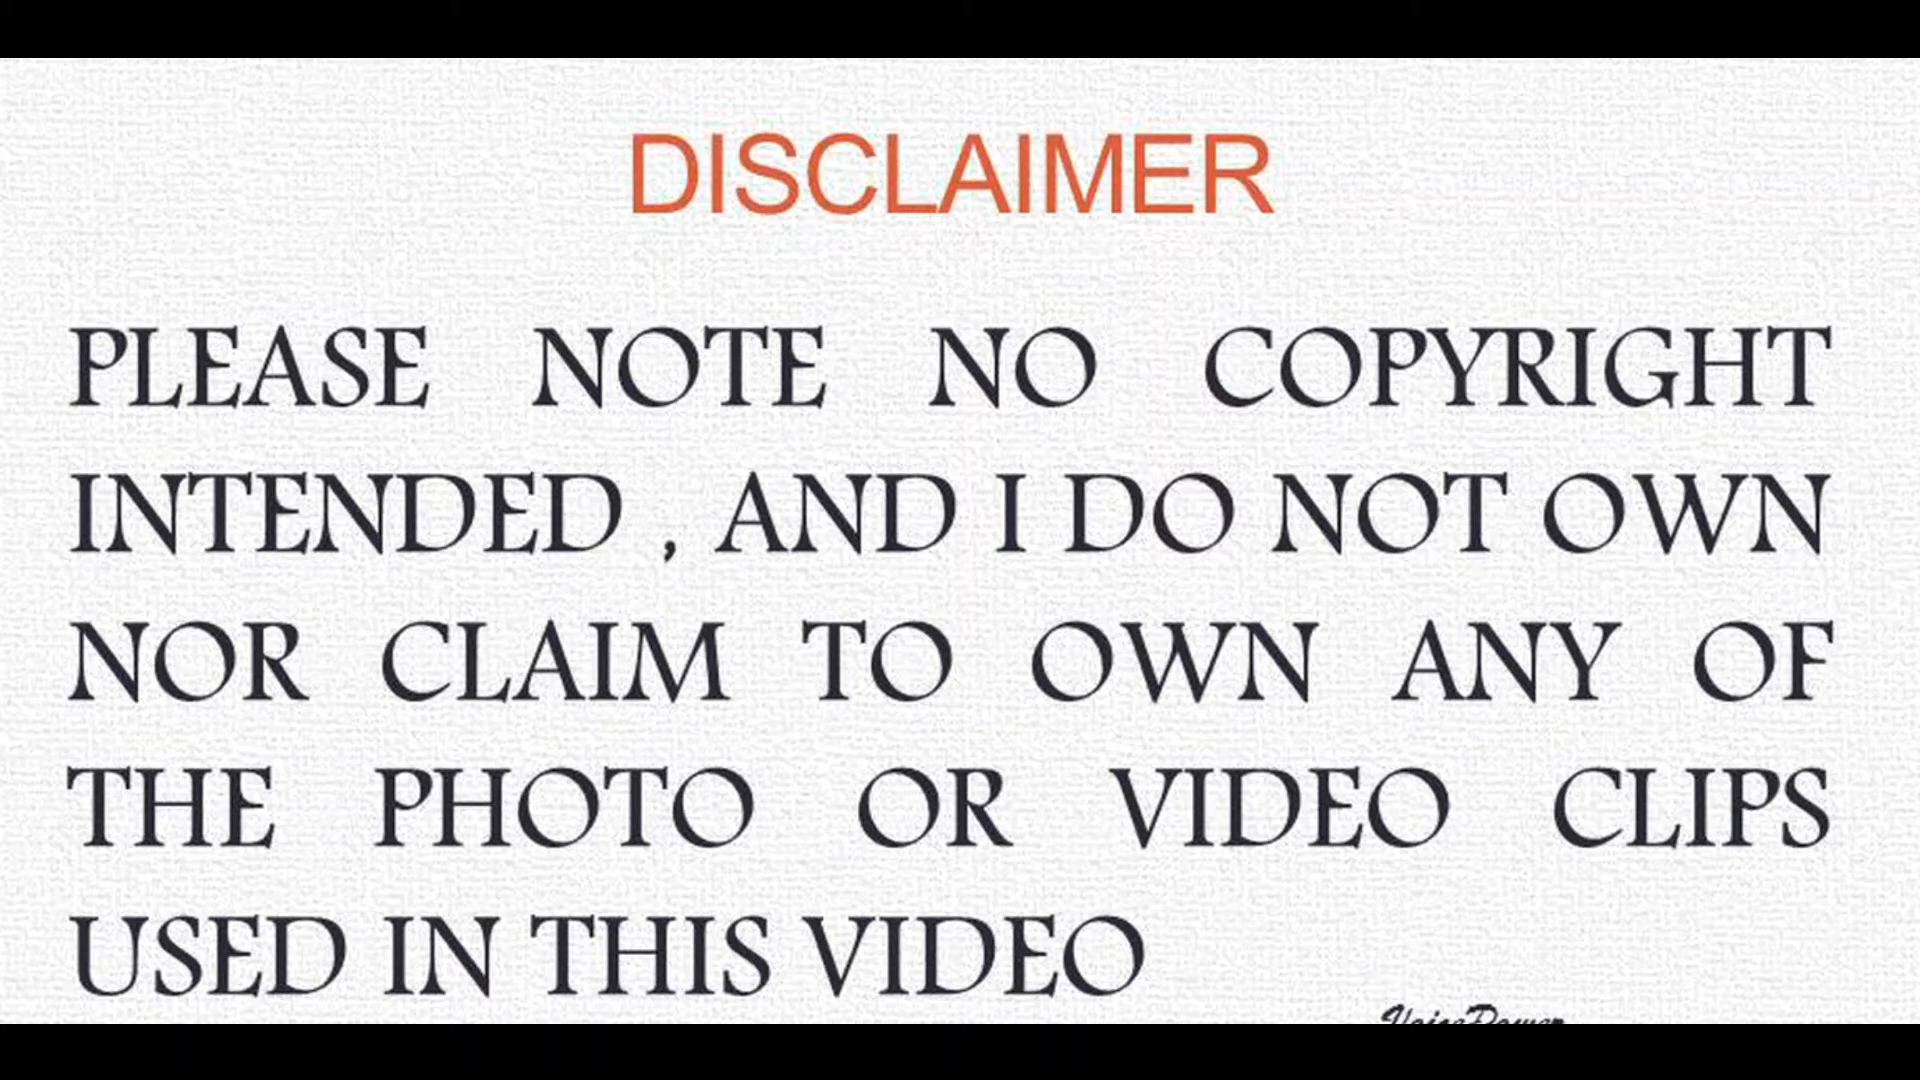 DISCLAIMER
PLEASE NOTE NO COPYRIGHT
INTENDED , AND I DO NOT OWN
NOR CLAIM TO OWN ANY OF
THE PHOTO OR VIDEO CLIPS
USED IN THIS VIDEO